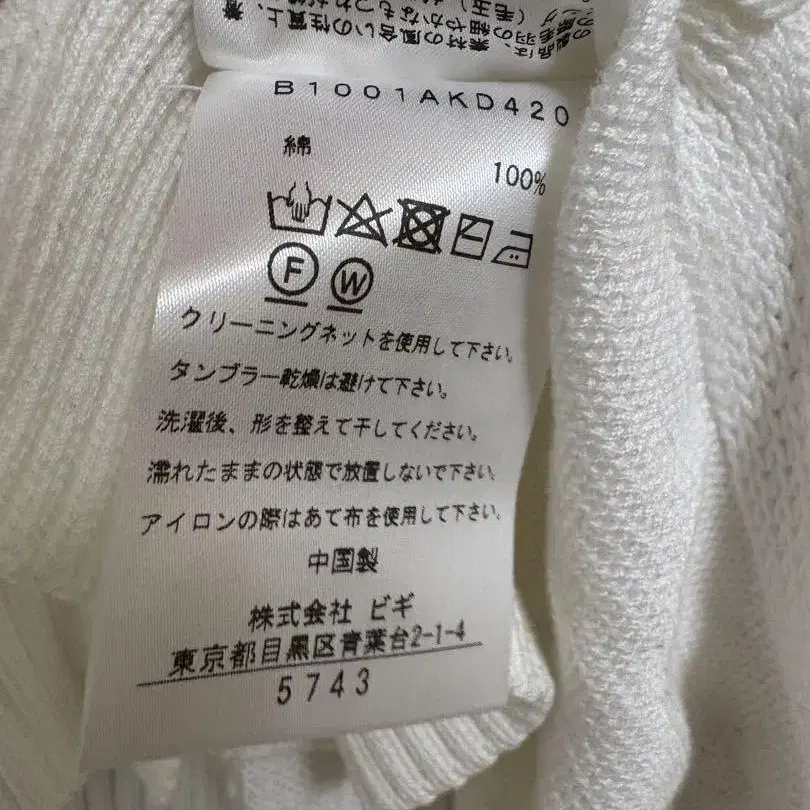 B1001AKD420
綿 100%
F W
クリーニングネットを使用して下さい。
タンブラー乾燥は避けて下さい。
洗濯後、形を整えて干してください。
濡れたままの状態で放置しないで下さい。
アイロンの際はあて布を使用して下さい。
中国製
株式会社 ビギ
東京都目黒区青葉台2-1-4
5743